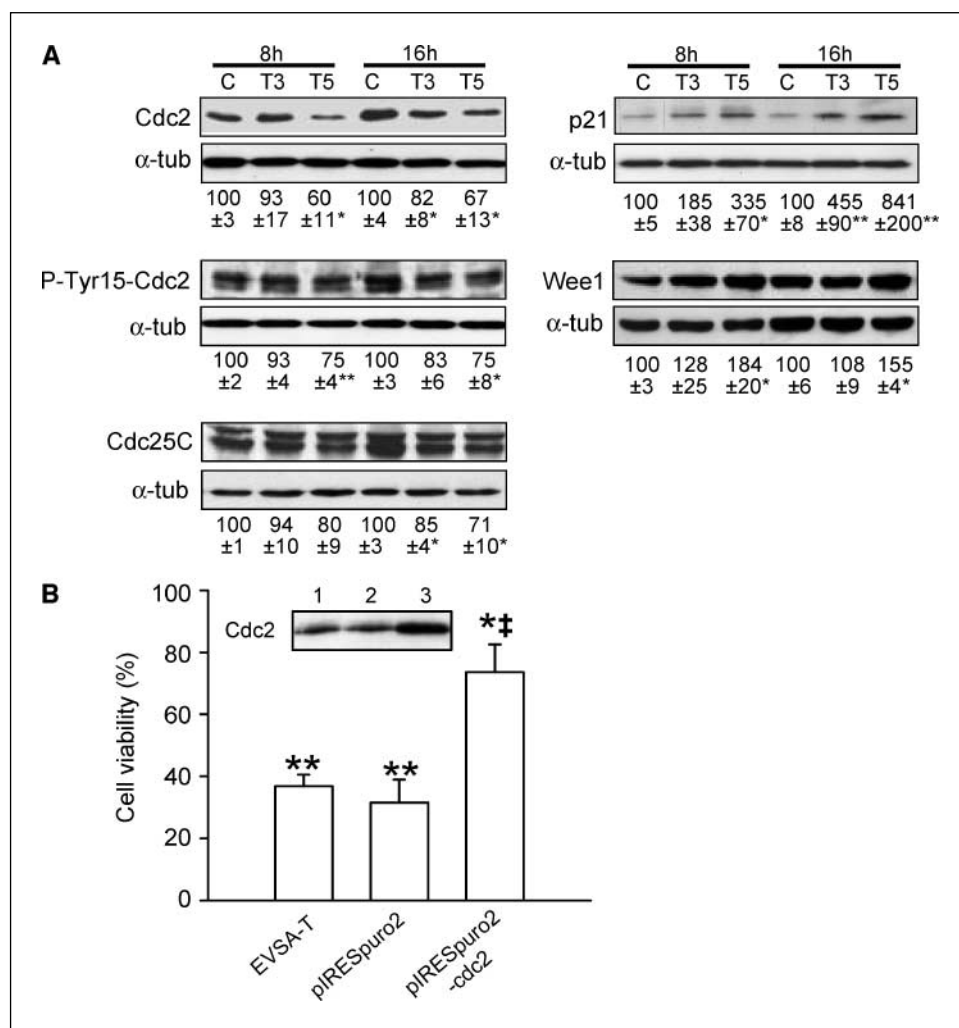 A
8h 16h
C T3 T5 C T3 T5
Cdc2
α-tub
100 93 60 100 82 67
±3 ±17 ±11* ±4 ±8* ±13*
P-Tyr15-Cdc2
α-tub
100 93 75 100 83 75
±2 ±4 ±4** ±3 ±6 ±8*
Cdc25C
α-tub
100 94 80 100 85 71
±1 ±10 ±9 ±3 ±4* ±10*
8h 16h
C T3 T5 C T3 T5
p21
α-tub
100 185 335 100 455 841
±5 ±38 ±70* ±8 ±90** ±200**
Wee1
α-tub
100 128 184 100 108 155
±3 ±25 ±20* ±6 ±9 ±4*
B
Cell viability (%)
100
80
60
40
20
0
1 2 3
Cdc2
**
**
*‡
EVSA-T
pIRESpuro2
pIRESpuro2
-cdc2